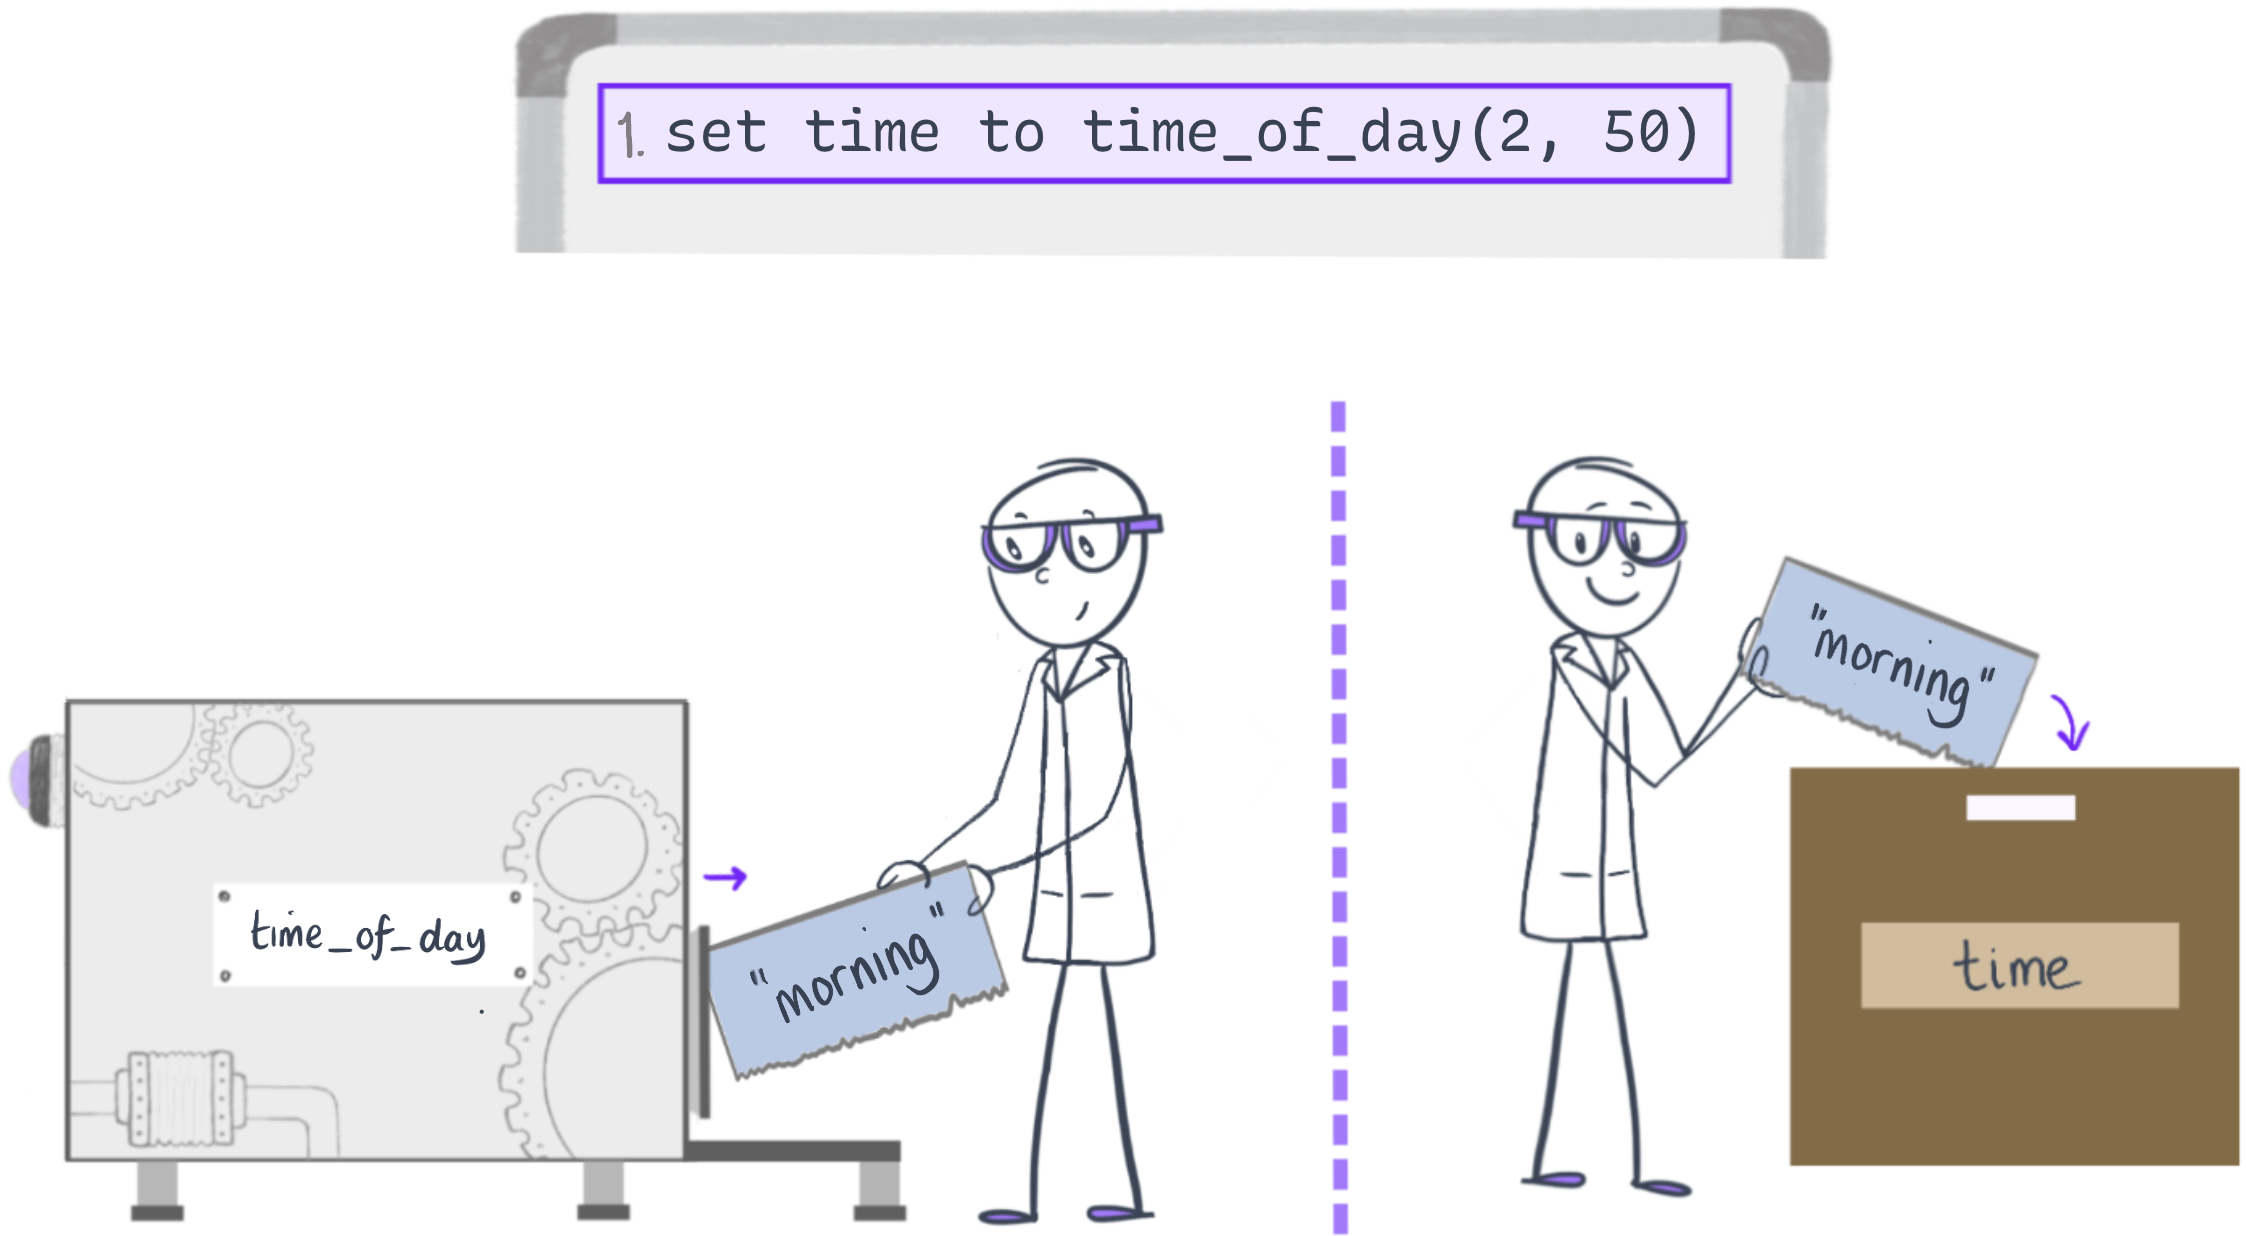 1. set time to time_of_day(2, 50)
time_of_day
"morning"
"morning"
time